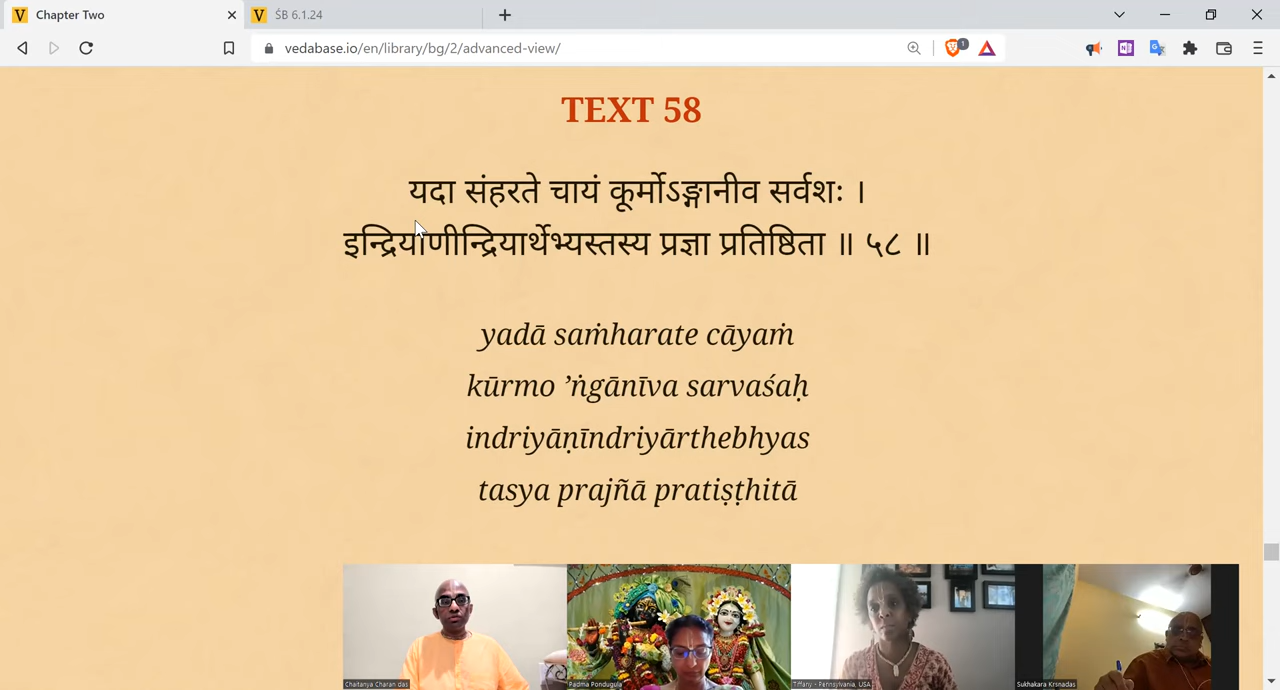 Chapter Two
ŚB 6.1.24
vedabase.io/en/library/bg/2/advanced-view/
1
TEXT 58
यदा संहरते चायं कूर्मोऽङ्गानीव सर्वशः ।
इन्द्रियाणीन्द्रियार्थेभ्यस्तस्य प्रज्ञा प्रतिष्ठिता ॥ ५८ ॥
yadā saṁharate cāyaṁ
kūrmo ’ṅgānīva sarvaśaḥ
indriyāṇīndriyārthebhyas
tasya prajñā pratiṣṭhitā
Chaitanya Charan das
Padma Pondugula
Tiffany - Pennsylvania, USA
Sukhakara Krsnadas